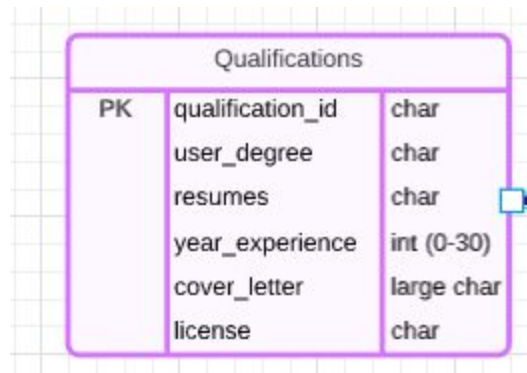 Qualifications
PK qualification_id char
user_degree char
resumes char
year_experience int (0-30)
cover_letter large char
license char